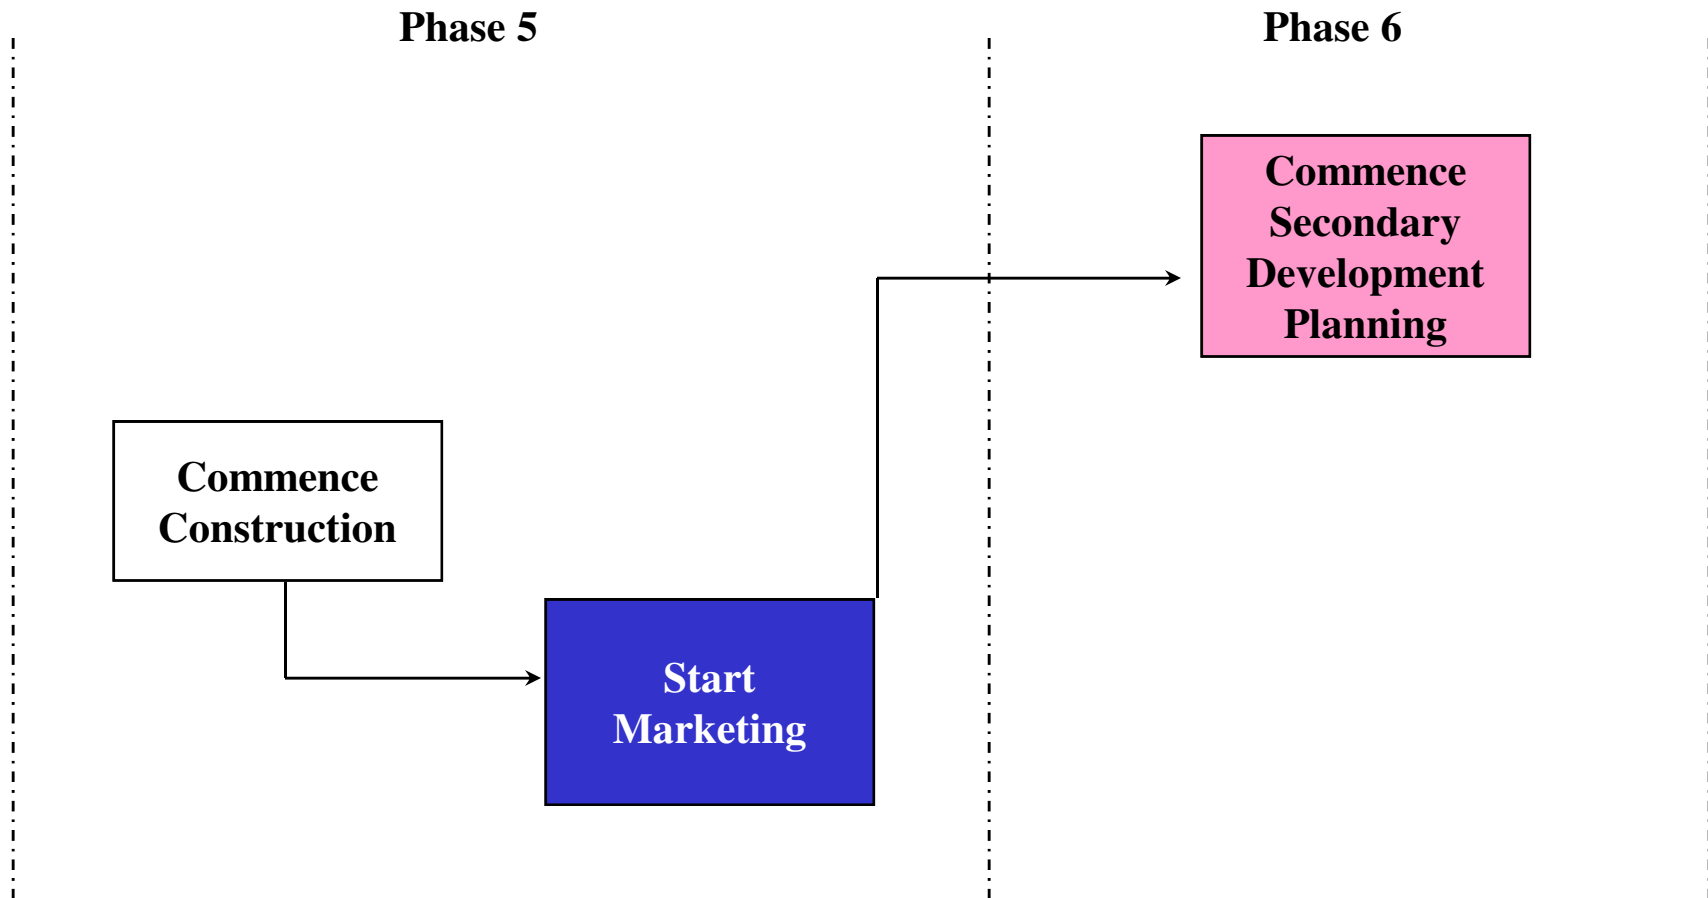 Phase 5
Phase 6
Commence
Secondary
Development
Planning
Commence
Construction
Start
Marketing